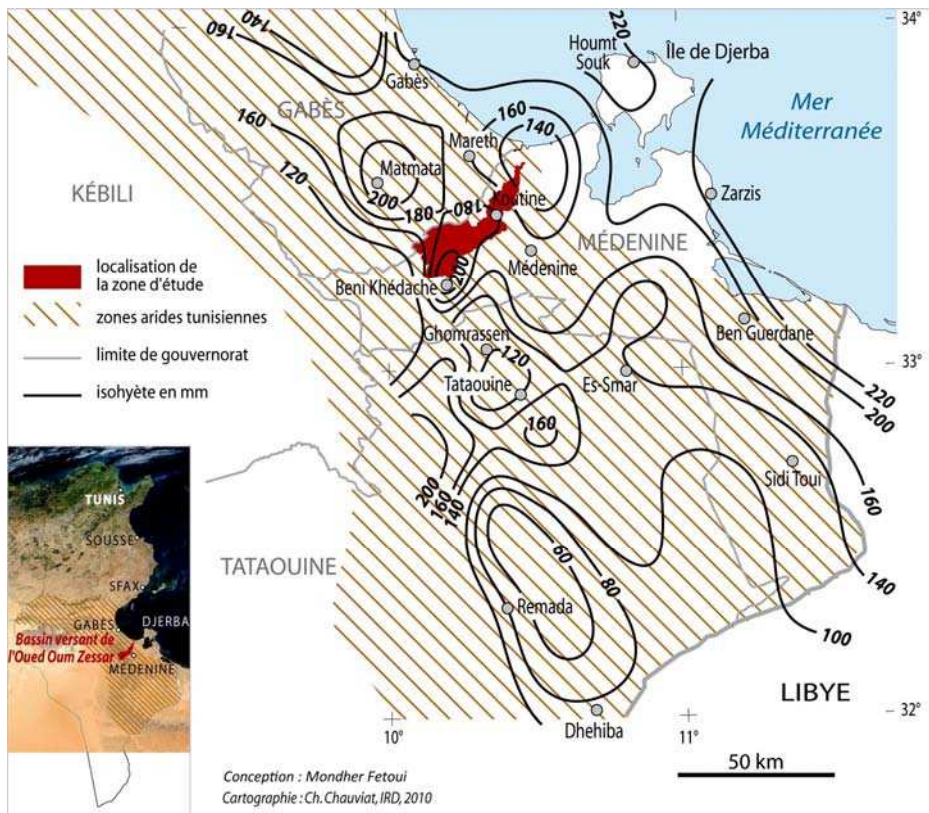 140
160
160
220
34°
Houmt
Souk
Île de Djerba
Gabès
GABÈS
Mer
Méditerranée
160
160
140
Mareth
120
Matmata
KÉBILI
200
180
180
Koutine
Zarzis
MÉDENINE
Médenine
200
Beni Khédache
localisation de
la zone d'étude
zones arides tunisiennes
limite de gouvernorat
isohyète en mm
Ghomrassen
Ben Guerdane
120
33°
Tataouine
Es-Smar
220
200
160
Sidi Toui
200
160
140
160
60
80
140
TATAOUINE
Remada
100
LIBYE
Dhehiba
32°
10°
11°
50 km
TUNIS
SOUSSE
SFAX
GABÈS
DJERBA
Bassin versant de
l'Oued Oum Zessar
MÉDENINE
Conception : Mondher Fetoui
Cartographie : Ch. Chauviat, IRD, 2010